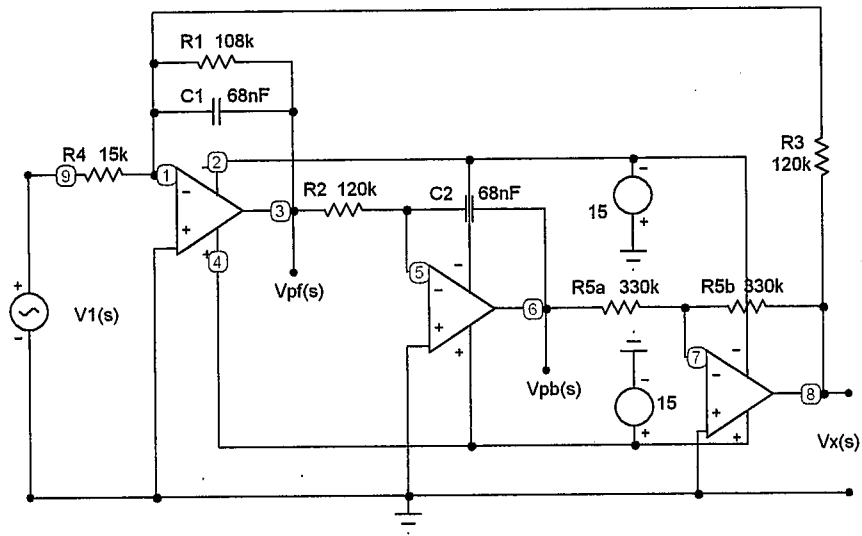 R1 108k
C1 68nF
R4 15k
9
1
2
R2 120k
3
C2 68nF
R3
120k
15
4
Vpf(s)
5
R5a 330k
R5b 330k
V1(s)
6
7
Vpb(s)
15
8
Vx(s)